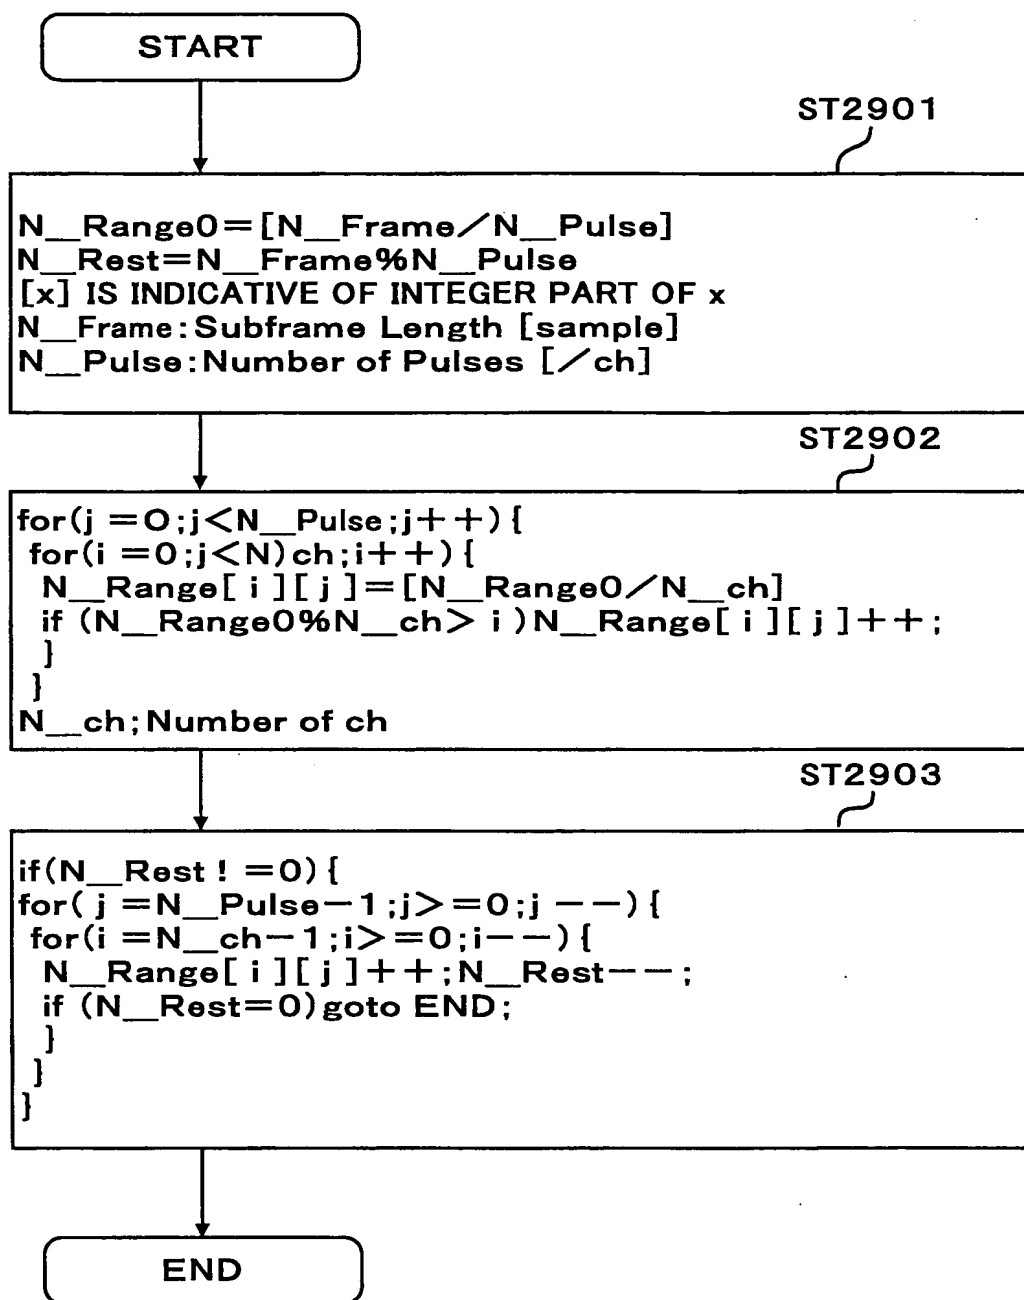 START
ST2901
N__Range0=[N__Frame/N__Pulse]
N__Rest=N__Frame%N__Pulse
[x] IS INDICATIVE OF INTEGER PART OF x
N__Frame:Subframe Length [sample]
N__Pulse:Number of Pulses [/ch]
ST2902
for(j =0;j<N__Pulse;j++){
for(i =0;j<N)ch;i++){
N__Range[ i ][ j ]=[N__Range0/N__ch]
if (N__Range0%N__ch> i )N__Range[ i ][ j ]++;
}
}
N__ch;Number of ch
ST2903
if(N__Rest ! =0){
for( j =N__Pulse-1;j>=0;j --){
for(i =N__ch-1;i>=0;i--){
N__Range[ i ][ j ]++;N__Rest--;
if (N__Rest=0)goto END;
}
}
}
END